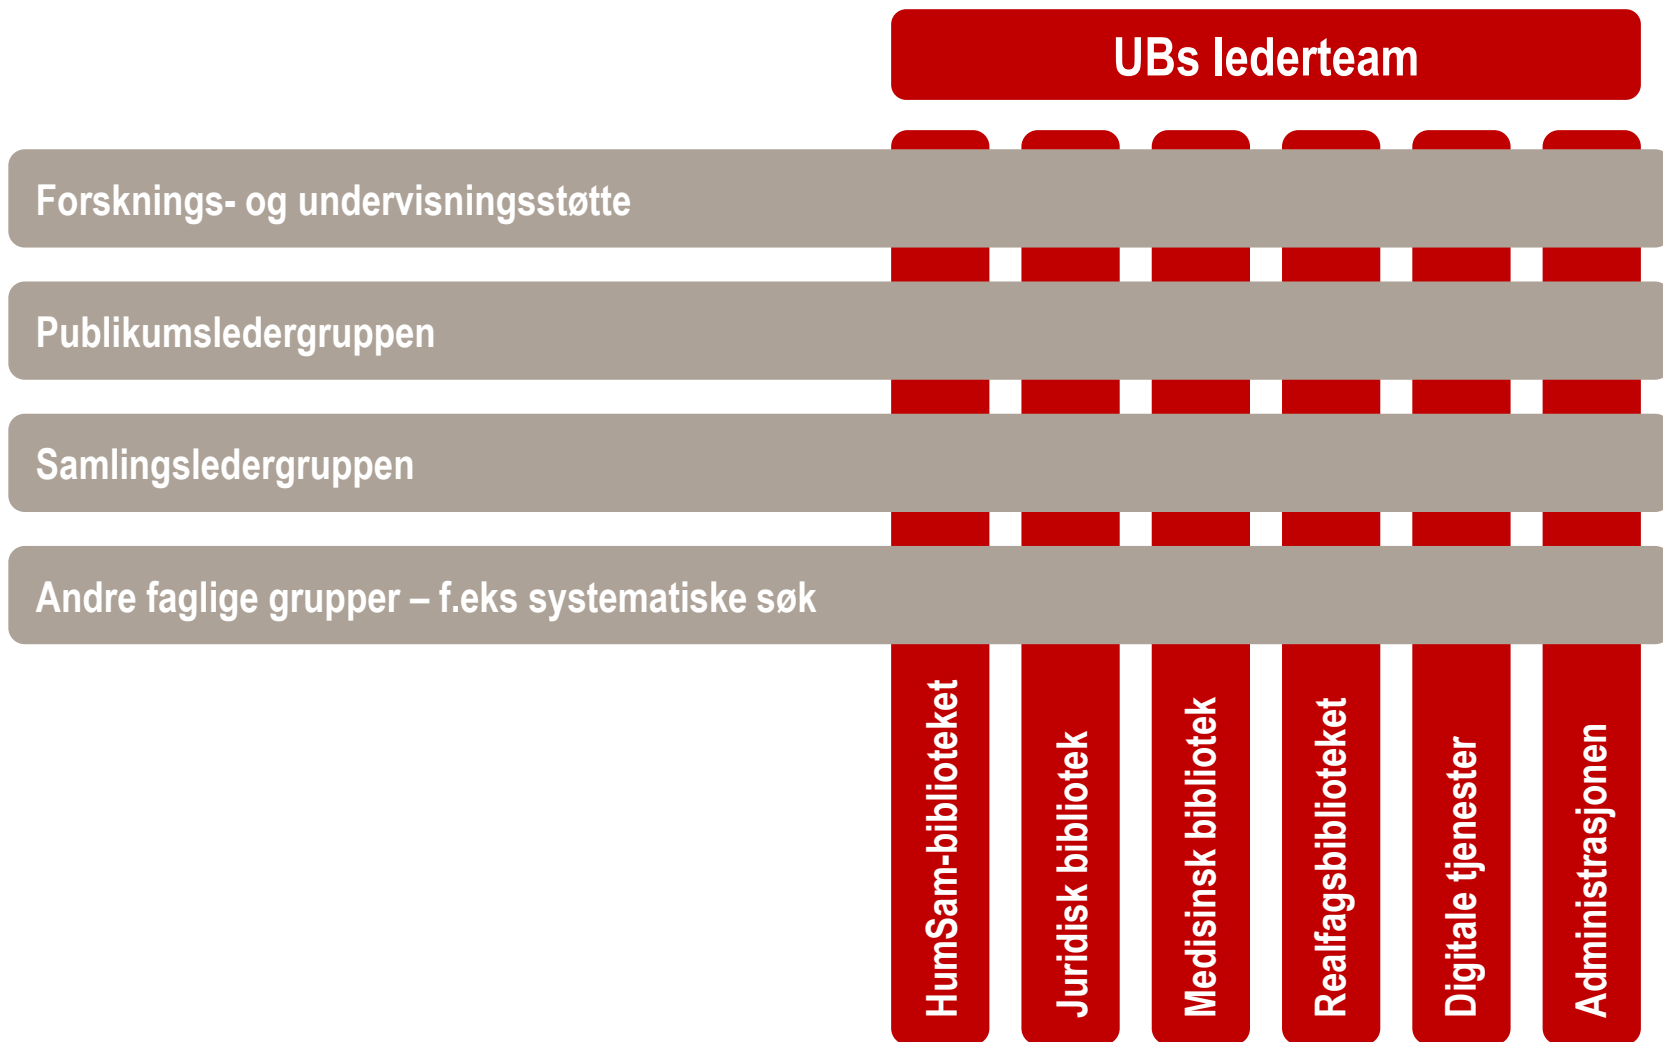 UBs lederteam
Forsknings- og undervisningsstøtte
Publikumsledergruppen
Samlingsledergruppen
Andre faglige grupper – f.eks systematiske søk
HumSam-biblioteket
Juridisk bibliotek
Medisinsk bibliotek
Realfagsbiblioteket
Digitale tjenester
Administrasjonen